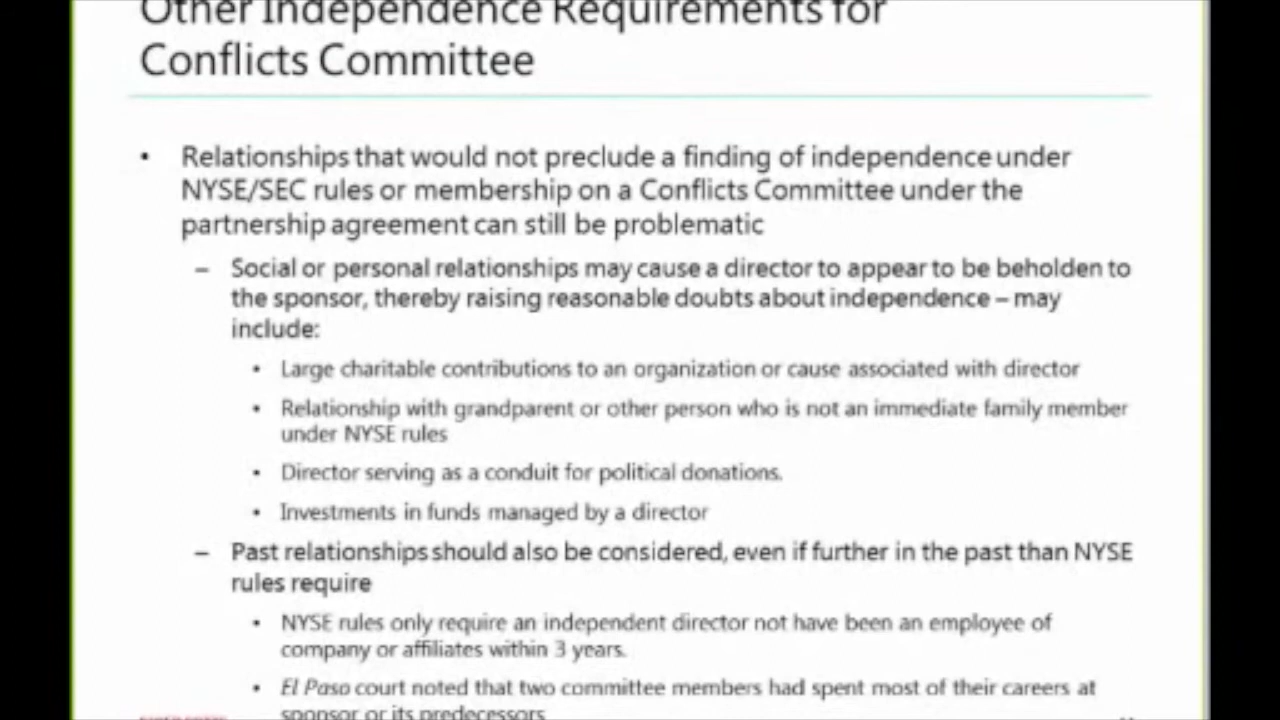 Other Independence Requirements for
Conflicts Committee
• Relationships that would not preclude a finding of independence under
NYSE/SEC rules or membership on a Conflicts Committee under the
partnership agreement can still be problematic
– Social or personal relationships may cause a director to appear to be beholden to
the sponsor, thereby raising reasonable doubts about independence – may
include:
• Large charitable contributions to an organization or cause associated with director
• Relationship with grandparent or other person who is not an immediate family member
under NYSE rules
• Director serving as a conduit for political donations.
• Investments in funds managed by a director
– Past relationships should also be considered, even if further in the past than NYSE
rules require
• NYSE rules only require an independent director not have been an employee of
company or affiliates within 3 years.
• El Paso court noted that two committee members had spent most of their careers at
sponsor or its predecessors